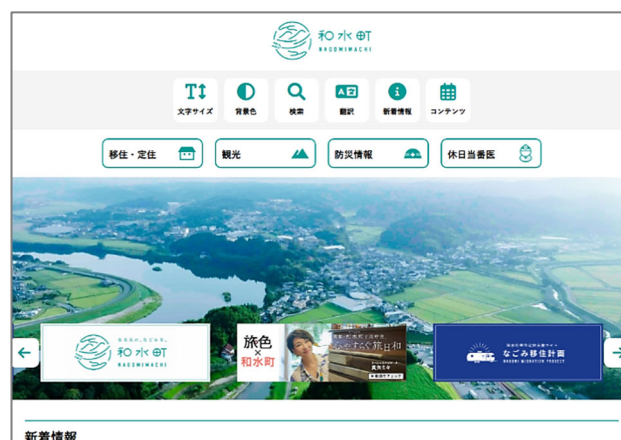 和水町
NAGOMIMACHI
文字サイズ
背景色
検索
翻訳
新着情報
コンテンツ
移住・定住
観光
防災情報
休日当番医
和水町
NAGOMIMACHI
旅色
×
和水町
なごみ移住計画
NAGOMI MIGRATION PROJECT
新着情報